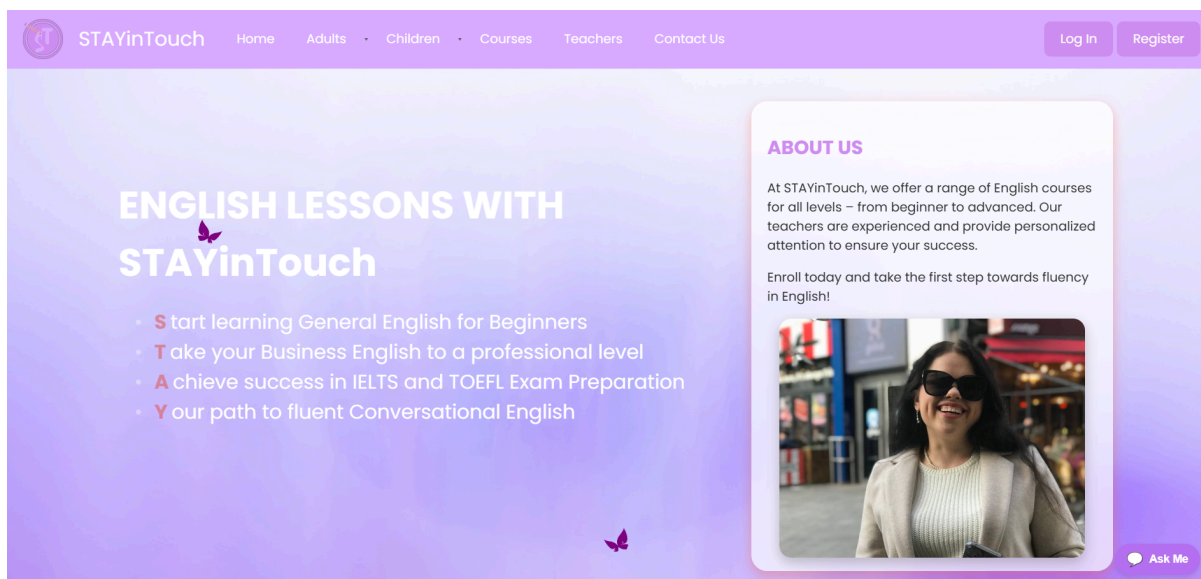 STAYinTouch Home Adults Children Courses Teachers Contact Us Log In Register
ENGLISH LESSONS WITH
STAYinTouch
S tart learning General English for Beginners
T ake your Business English to a professional level
A chieve success in IELTS and TOEFL Exam Preparation
Y our path to fluent Conversational English
ABOUT US
At STAYinTouch, we offer a range of English courses
for all levels – from beginner to advanced. Our
teachers are experienced and provide personalized
attention to ensure your success.
Enroll today and take the first step towards fluency
in English!
Ask Me